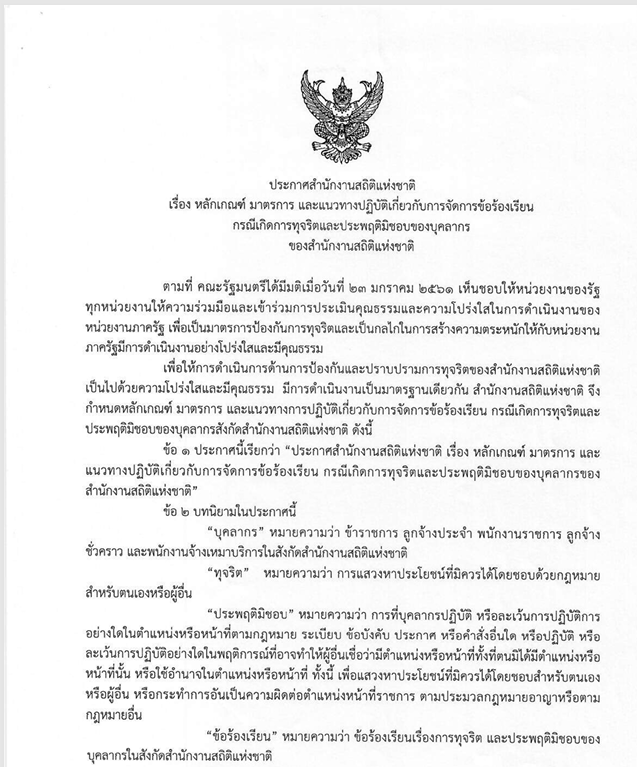 ประกาศสำนักงานสถิติแห่งชาติ
เรื่อง หลักเกณฑ์ มาตรการ และแนวทางปฏิบัติเกี่ยวกับการจัดการข้อร้องเรียน
กรณีเกิดการทุจริตและประพฤติมิชอบของบุคลากร
ของสำนักงานสถิติแห่งชาติ
ตามที่ คณะรัฐมนตรีได้มีมติเมื่อวันที่ ๒๓ มกราคม ๒๕๖๑ เห็นชอบให้หน่วยงานของรัฐ
ทุกหน่วยงานให้ความร่วมมือและเข้าร่วมการประเมินคุณธรรมและความโปร่งใสในการดำเนินงานของ
หน่วยงานภาครัฐ เพื่อเป็นมาตรการป้องกันการทุจริตและเป็นกลไกในการสร้างความตระหนักให้กับหน่วยงาน
ภาครัฐมีการดำเนินงานอย่างโปร่งใสและมีคุณธรรม
เพื่อให้การดำเนินการด้านการป้องกันและปราบปรามการทุจริตของสำนักงานสถิติแห่งชาติ
เป็นไปด้วยความโปร่งใสและมีคุณธรรม มีการดำเนินงานเป็นมาตรฐานเดียวกัน สำนักงานสถิติแห่งชาติ จึง
กำหนดหลักเกณฑ์ มาตรการ และแนวทางการปฏิบัติเกี่ยวกับการจัดการข้อร้องเรียน กรณีเกิดการทุจริตและ
ประพฤติมิชอบของบุคลากรสังกัดสำนักงานสถิติแห่งชาติ ดังนี้
ข้อ ๑ ประกาศนี้เรียกว่า “ประกาศสำนักงานสถิติแห่งชาติ เรื่อง หลักเกณฑ์ มาตรการ และ
แนวทางปฏิบัติเกี่ยวกับการจัดการข้อร้องเรียน กรณีเกิดการทุจริตและประพฤติมิชอบของบุคลากรของ
สำนักงานสถิติแห่งชาติ”
ข้อ ๒ บทนิยามในประกาศนี้
“บุคลากร” หมายความว่า ข้าราชการ ลูกจ้างประจำ พนักงานราชการ ลูกจ้าง
ชั่วคราว และพนักงานจ้างเหมาบริการในสังกัดสำนักงานสถิติแห่งชาติ
“ทุจริต” หมายความว่า การแสวงหาประโยชน์ที่มิควรได้โดยชอบด้วยกฎหมาย
สำหรับตนเองหรือผู้อื่น
“ประพฤติมิชอบ” หมายความว่า การที่บุคลากรปฏิบัติ หรือละเว้นการปฏิบัติการ
อย่างใดในตำแหน่งหรือหน้าที่ตามกฎหมาย ระเบียบ ข้อบังคับ ประกาศ หรือคำสั่งอื่นใด หรือปฏิบัติ หรือ
ละเว้นการปฏิบัติอย่างใดในพฤติการณ์ที่อาจทำให้ผู้อื่นเชื่อว่ามีตำแหน่งหรือหน้าที่ทั้งที่ตนมิได้มีตำแหน่งหรือ
หน้าที่นั้น หรือใช้อำนาจในตำแหน่งหรือหน้าที่ ทั้งนี้ เพื่อแสวงหาประโยชน์ที่มิควรได้โดยชอบสำหรับตนเอง
หรือผู้อื่น หรือกระทำการอันเป็นความผิดต่อตำแหน่งหน้าที่ราชการ ตามประมวลกฎหมายอาญาหรือตาม
กฎหมายอื่น
“ข้อร้องเรียน” หมายความว่า ข้อร้องเรียนเรื่องการทุจริต และประพฤติมิชอบของ
บุคลากรในสังกัดสำนักงานสถิติแห่งชาติ